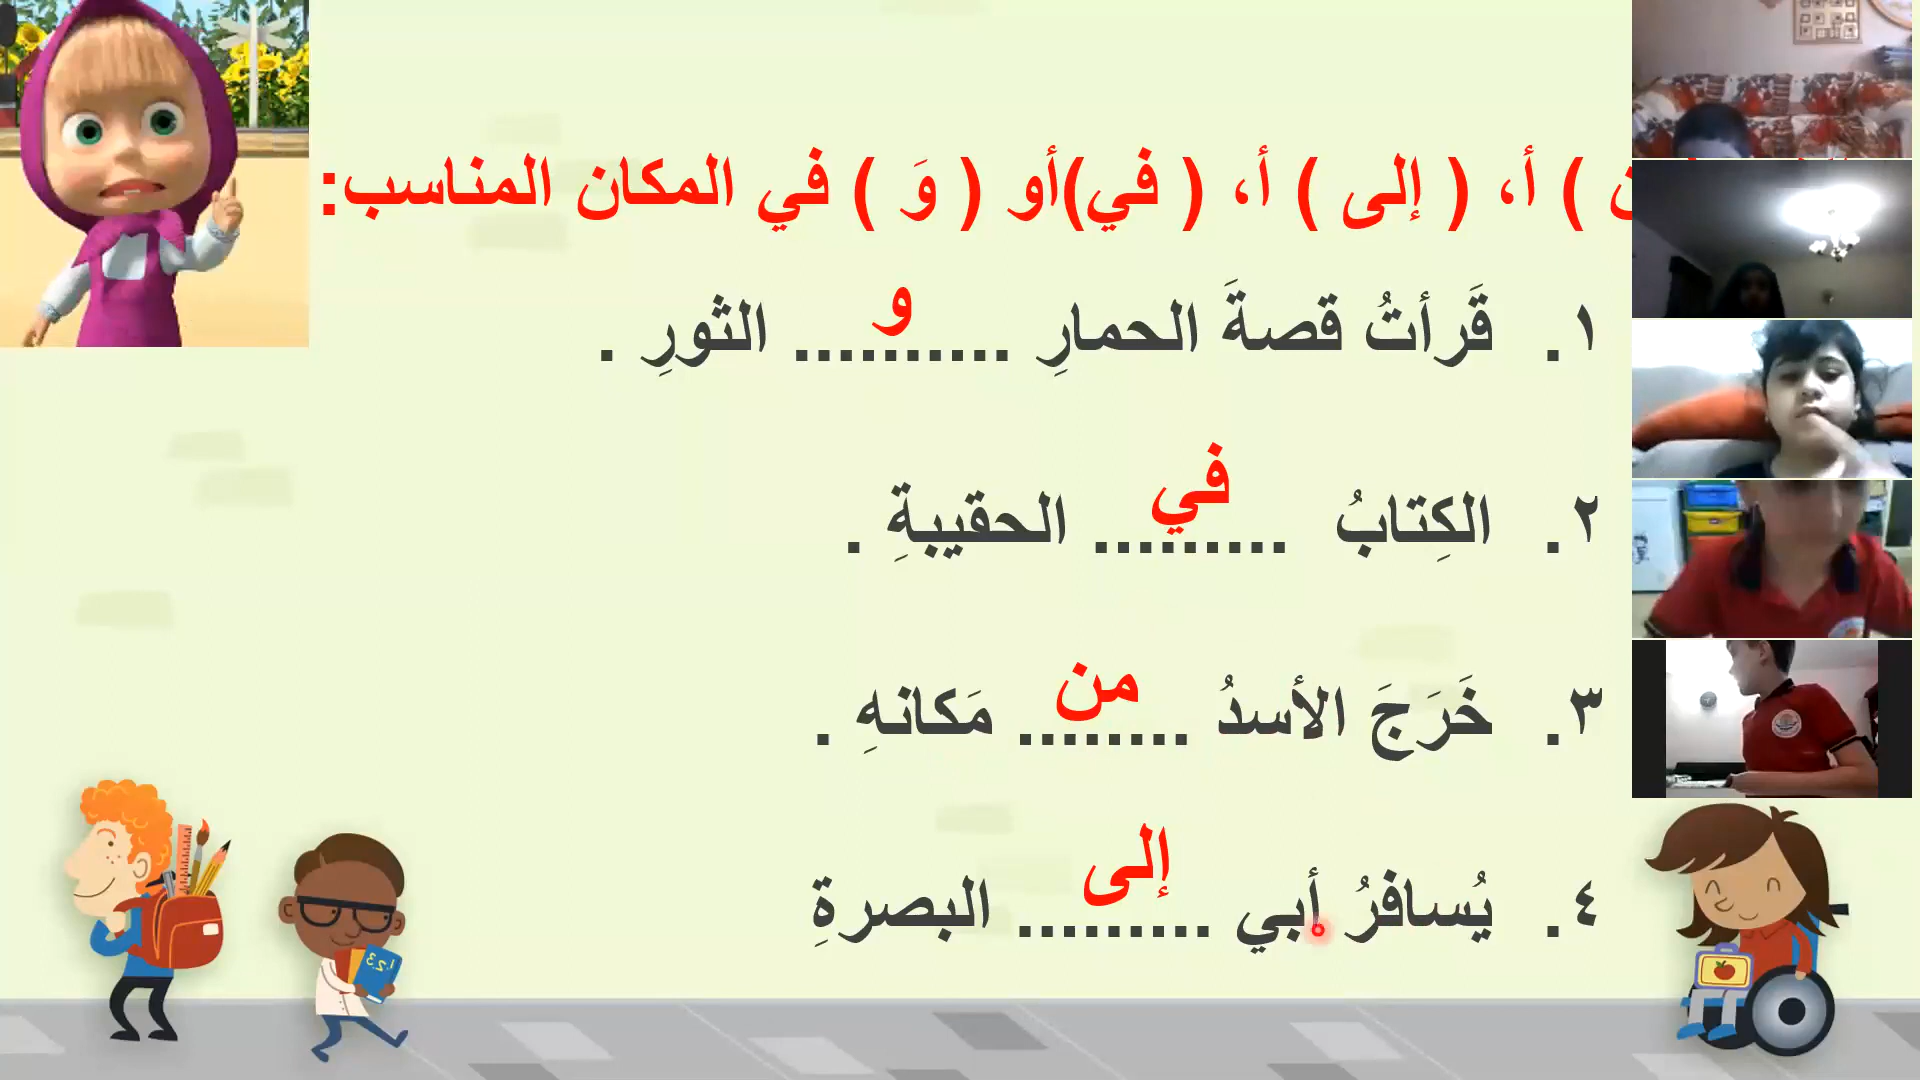 ) أ، ( إلى ) أ، ( في)أو ( وَ ) في المكان المناسب:
١. قَرأتُ قصةَ الحمارِ .......... الثورِ .
و
٢. الكِتابُ ......... الحقيبةِ .
في
٣. خَرَجَ الأسدُ ........ مَكانهِ .
من
٤. يُسافرُ أبي ......... البصرةِ
إلى